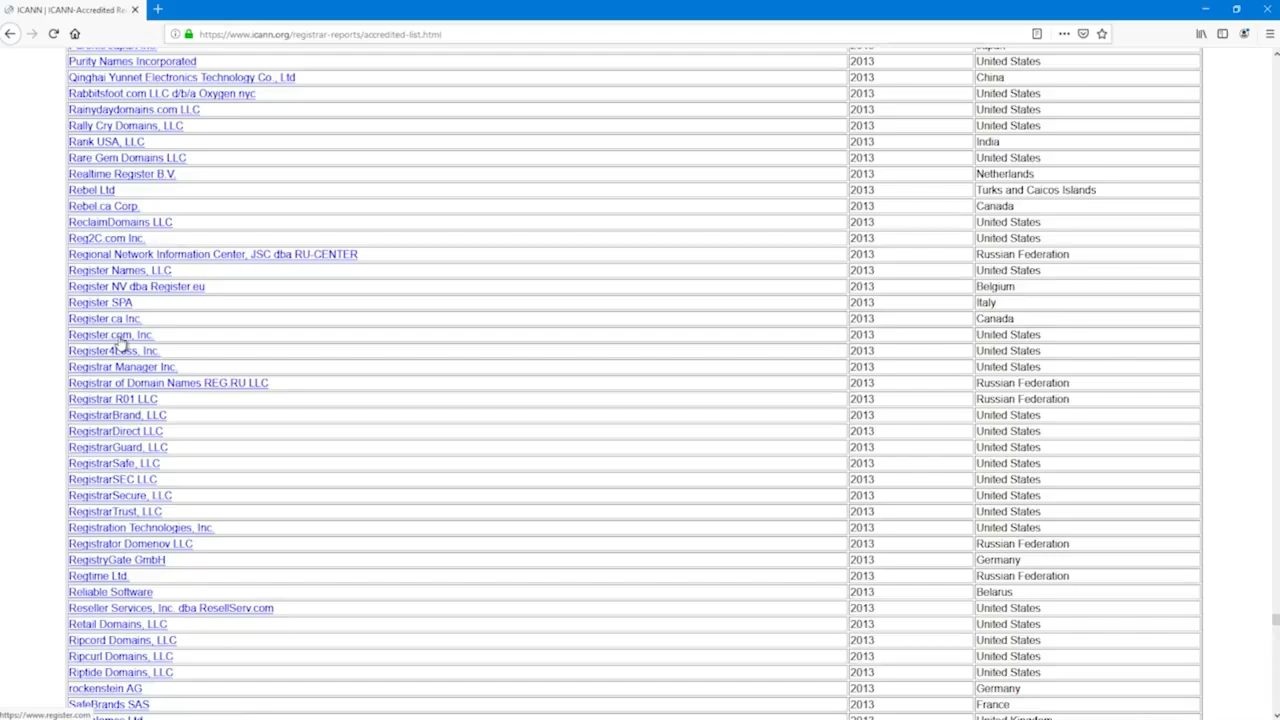 ICANN | ICANN-Accredited Re
https://www.icann.org/registrar-reports/accredited-list.html
2013
Purity Names Incorporated 2013 United States
Qinghai Yunnet Electronics Technology Co., Ltd 2013 China
Rabbitsfoot.com LLC d/b/a Oxygen.nyc 2013 United States
Rainydaydomains.com LLC 2013 United States
Rally Cry Domains, LLC 2013 United States
Rank USA, LLC 2013 India
Rare Gem Domains LLC 2013 United States
Realtime Register B.V. 2013 Netherlands
Rebel Ltd 2013 Turks and Caicos Islands
Rebel.ca Corp. 2013 Canada
ReclaimDomains LLC 2013 United States
Reg2C.com Inc. 2013 United States
Regional Network Information Center, JSC dba RU-CENTER 2013 Russian Federation
Register Names, LLC 2013 United States
Register NV dba Register.eu 2013 Belgium
Register SPA 2013 Italy
Register.ca Inc. 2013 Canada
Register.com, Inc. 2013 United States
Register4Less, Inc. 2013 United States
Registrar Manager Inc. 2013 United States
Registrar of Domain Names REG.RU LLC 2013 Russian Federation
Registrar R01 LLC 2013 Russian Federation
RegistrarBrand, LLC 2013 United States
RegistrarDirect LLC 2013 United States
RegistrarGuard, LLC 2013 United States
RegistrarSafe, LLC 2013 United States
RegistrarSEC LLC 2013 United States
RegistrarSecure, LLC 2013 United States
RegistrarTrust, LLC 2013 United States
Registration Technologies, Inc. 2013 United States
Registrator Domenov LLC 2013 Russian Federation
RegistryGate GmbH 2013 Germany
Regtime Ltd. 2013 Russian Federation
Reliable Software 2013 Belarus
Reseller Services, Inc. dba ResellServ.com 2013 United States
Retail Domains, LLC 2013 United States
Ripcord Domains, LLC 2013 United States
Ripcurl Domains, LLC 2013 United States
Riptide Domains, LLC 2013 United States
rockenstein AG 2013 Germany
SafeBrands SAS 2013 France
https://www.register.com 2013 United Kingdom